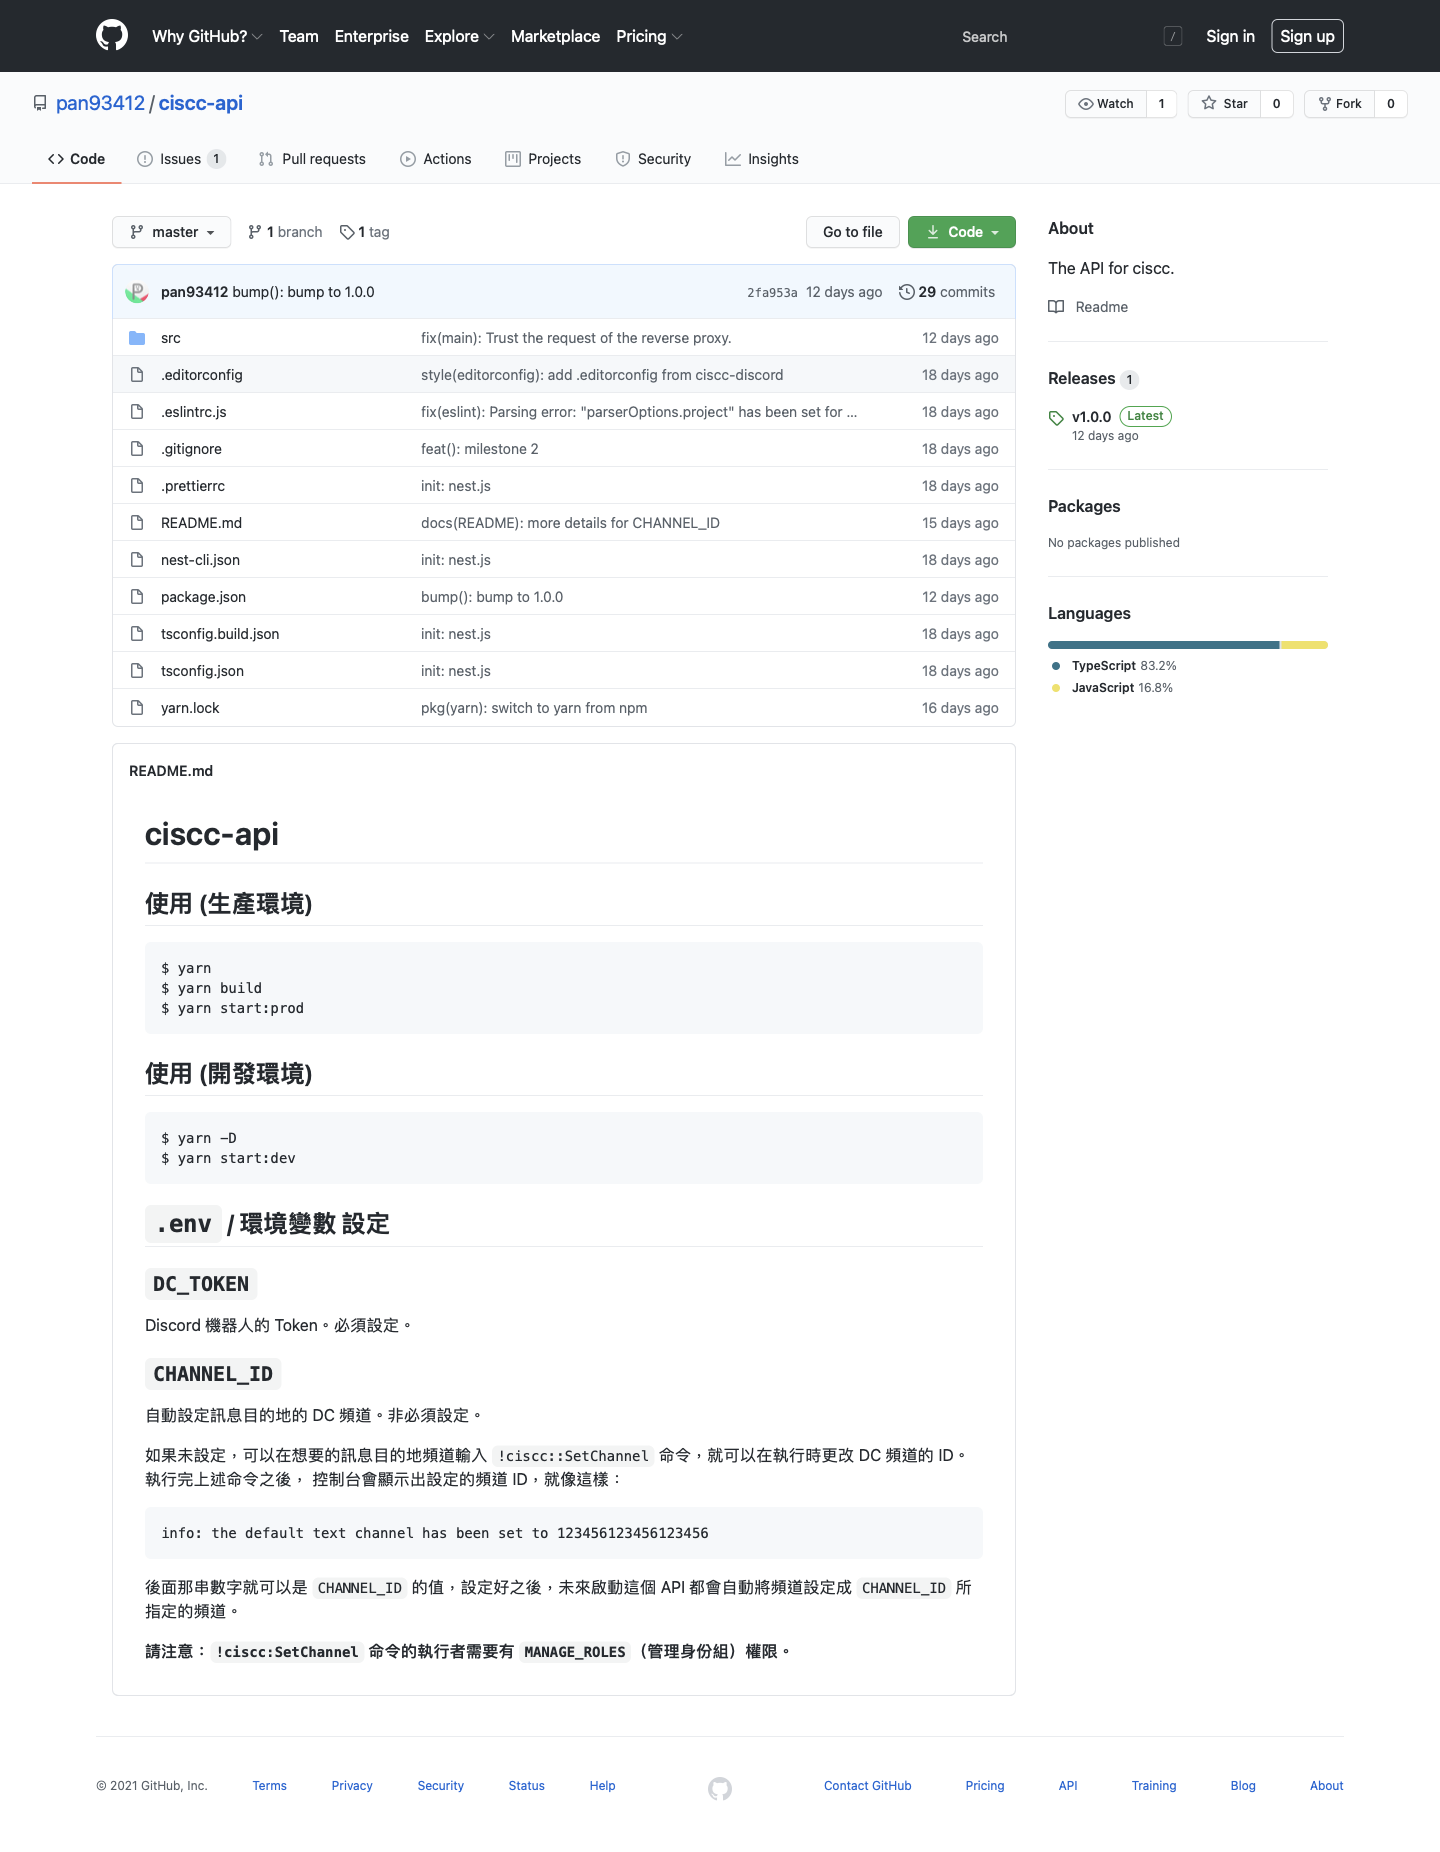 Why GitHub? Team Enterprise Explore Marketplace Pricing Search / Sign in Sign up
pan93412 / ciscc-api Watch 1 Star 0 Fork 0
Code Issues 1 Pull requests Actions Projects Security Insights
master 1 branch 1 tag Go to file Code
pan93412 bump(): bump to 1.0.0 2fa953a 12 days ago 29 commits
src fix(main): Trust the request of the reverse proxy. 12 days ago
.editorconfig style(editorconfig): add .editorconfig from ciscc-discord 18 days ago
.eslintrc.js fix(eslint): Parsing error: "parserOptions.project" has been set for … 18 days ago
.gitignore feat(): milestone 2 18 days ago
.prettierrc init: nest.js 18 days ago
README.md docs(README): more details for CHANNEL_ID 15 days ago
nest-cli.json init: nest.js 18 days ago
package.json bump(): bump to 1.0.0 12 days ago
tsconfig.build.json init: nest.js 18 days ago
tsconfig.json init: nest.js 18 days ago
yarn.lock pkg(yarn): switch to yarn from npm 16 days ago
About
The API for ciscc.
Readme
Releases 1
v1.0.0 Latest
12 days ago
Packages
No packages published
Languages
TypeScript 83.2%
JavaScript 16.8%
README.md
ciscc-api
使用 (生產環境)
$ yarn
$ yarn build
$ yarn start:prod
使用 (開發環境)
$ yarn -D
$ yarn start:dev
.env / 環境變數 設定
DC_TOKEN
Discord 機器人的 Token。必須設定。
CHANNEL_ID
自動設定訊息目的地的 DC 頻道。非必須設定。
如果未設定，可以在想要的訊息目的地頻道輸入 !ciscc::SetChannel 命令，就可以在執行時更改 DC 頻道的 ID。
執行完上述命令之後， 控制台會顯示出設定的頻道 ID，就像這樣：
info: the default text channel has been set to 123456123456123456
後面那串數字就可以是 CHANNEL_ID 的值，設定好之後，未來啟動這個 API 都會自動將頻道設定成 CHANNEL_ID 所
指定的頻道。
請注意：!ciscc:SetChannel 命令的執行者需要有 MANAGE_ROLES（管理身份組）權限。
© 2021 GitHub, Inc. Terms Privacy Security Status Help Contact GitHub Pricing API Training Blog About